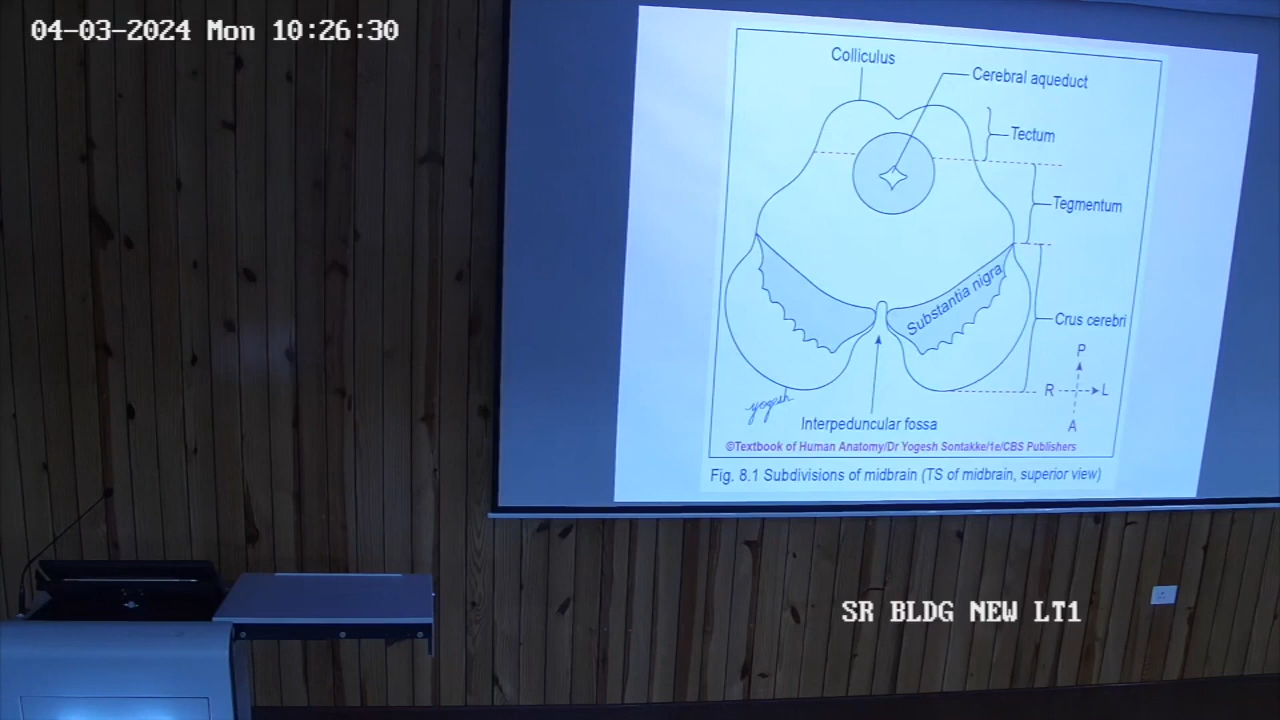 04-03-2024 Mon 10:26:30
Colliculus
Cerebral aqueduct
Tectum
Tegmentum
Substantia nigra
Crus cerebri
P
R
L
A
yogesh
Interpeduncular fossa
©Textbook of Human Anatomy/Dr Yogesh Sontakke/1e/CBS Publishers
Fig. 8.1 Subdivisions of midbrain (TS of midbrain, superior view)
SR BLDG NEW LT1